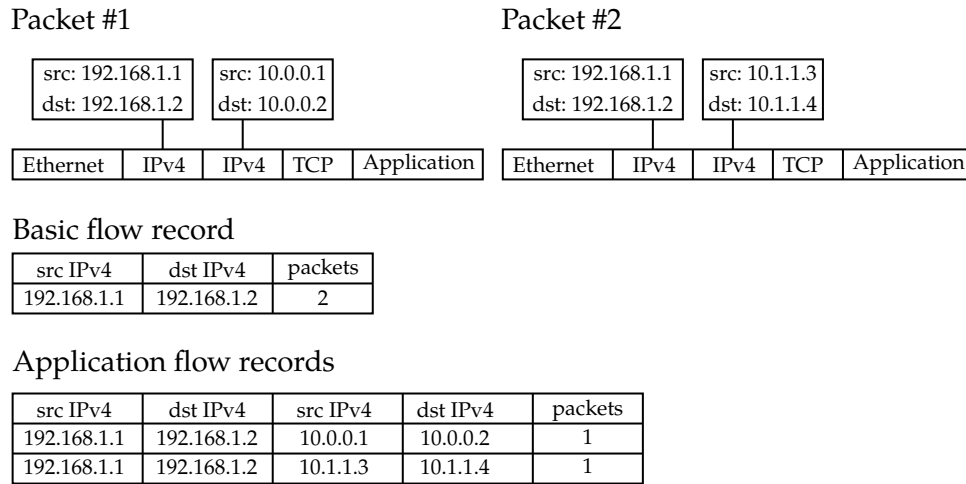 Packet #1 Packet #2
src: 192.168.1.1 src: 10.0.0.1 src: 192.168.1.1 src: 10.1.1.3
dst: 192.168.1.2 dst: 10.0.0.2 dst: 192.168.1.2 dst: 10.1.1.4
Ethernet IPv4 IPv4 TCP Application Ethernet IPv4 IPv4 TCP Application
Basic flow record
src IPv4 dst IPv4 packets
192.168.1.1 192.168.1.2 2
Application flow records
src IPv4 dst IPv4 src IPv4 dst IPv4 packets
192.168.1.1 192.168.1.2 10.0.0.1 10.0.0.2 1
192.168.1.1 192.168.1.2 10.1.1.3 10.1.1.4 1